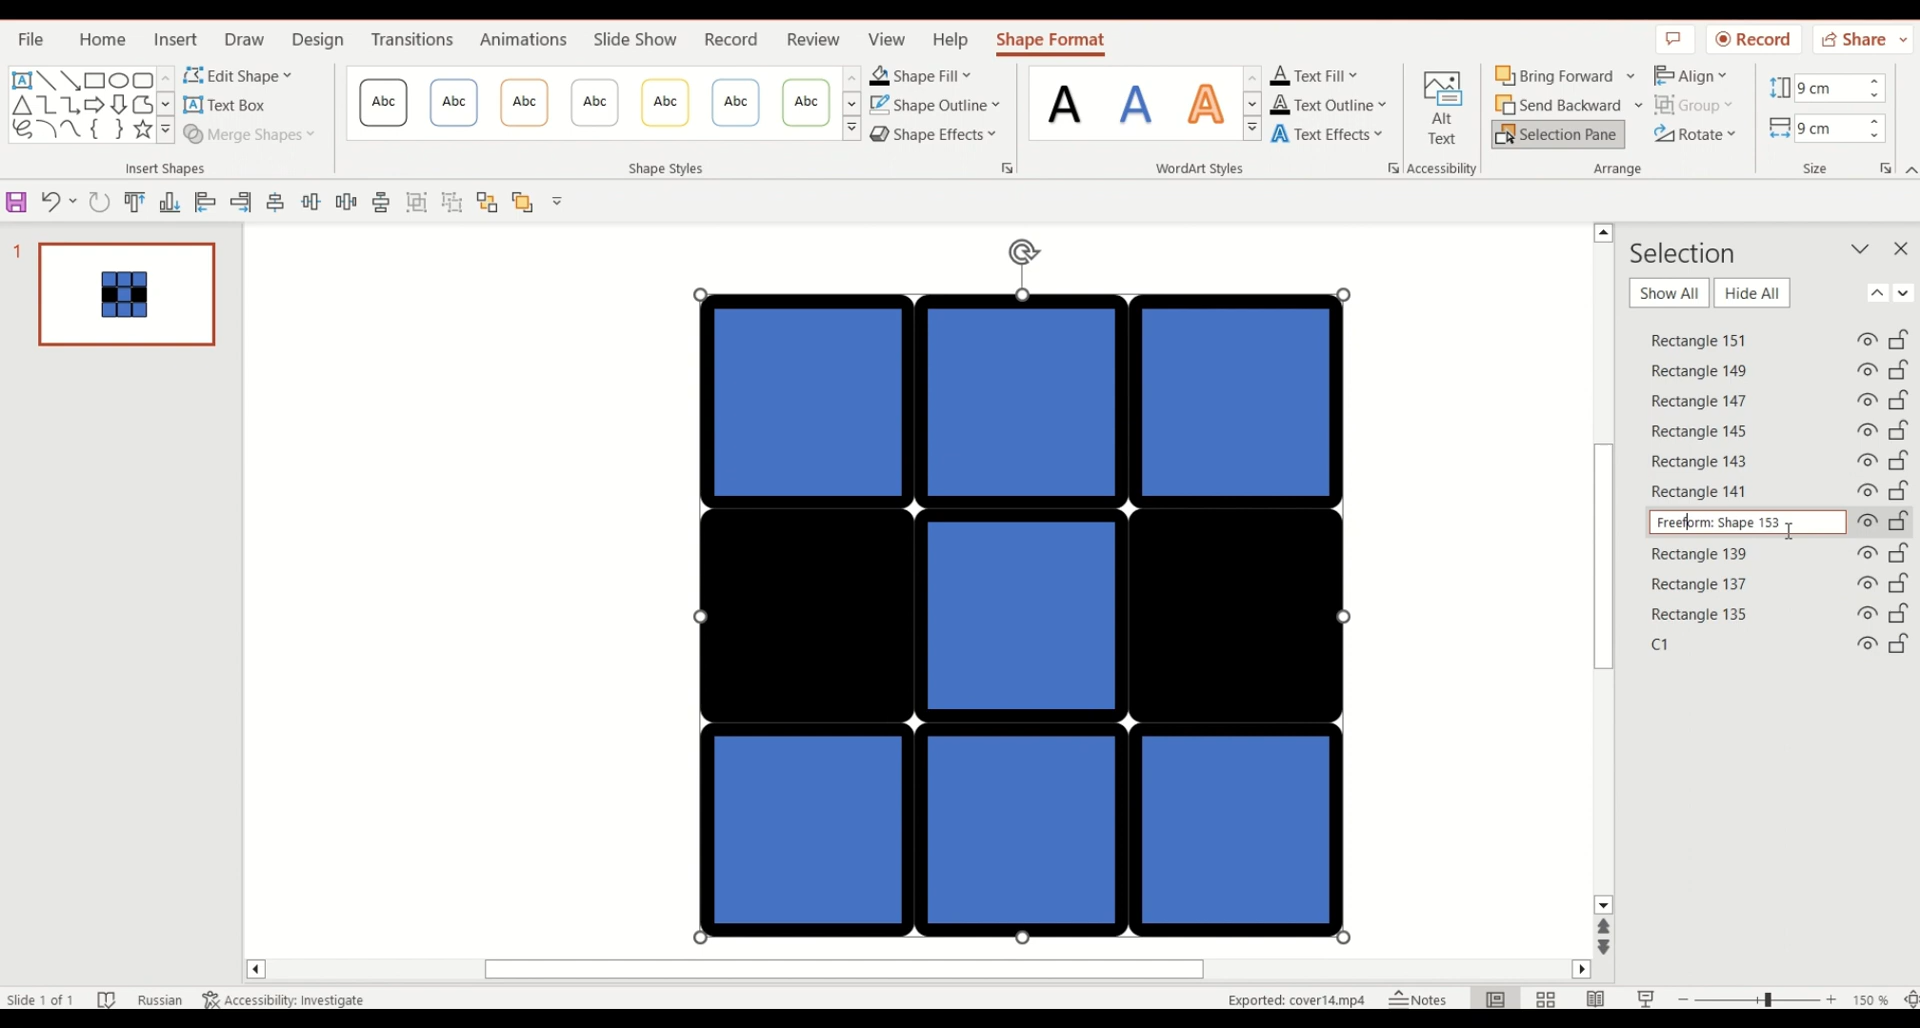 File Home Insert Draw Design Transitions Animations Slide Show Record Review View Help Shape Format Record Share
Edit Shape
Text Box
Merge Shapes
Insert Shapes
Abc Abc Abc Abc Abc Abc Abc
Shape Fill
Shape Outline
Shape Effects
Shape Styles
A A A
Text Fill
Text Outline
Text Effects
WordArt Styles
Alt
Text
Accessibility
Bring Forward
Send Backward
Selection Pane
Align
Group
Rotate
Arrange
9 cm
9 cm
Size
1
Selection
Show All Hide All
Rectangle 151
Rectangle 149
Rectangle 147
Rectangle 145
Rectangle 143
Rectangle 141
Freeform: Shape 153
Rectangle 139
Rectangle 137
Rectangle 135
C1
Slide 1 of 1 Russian Accessibility: Investigate Exported: cover14.mp4 Notes 150 %